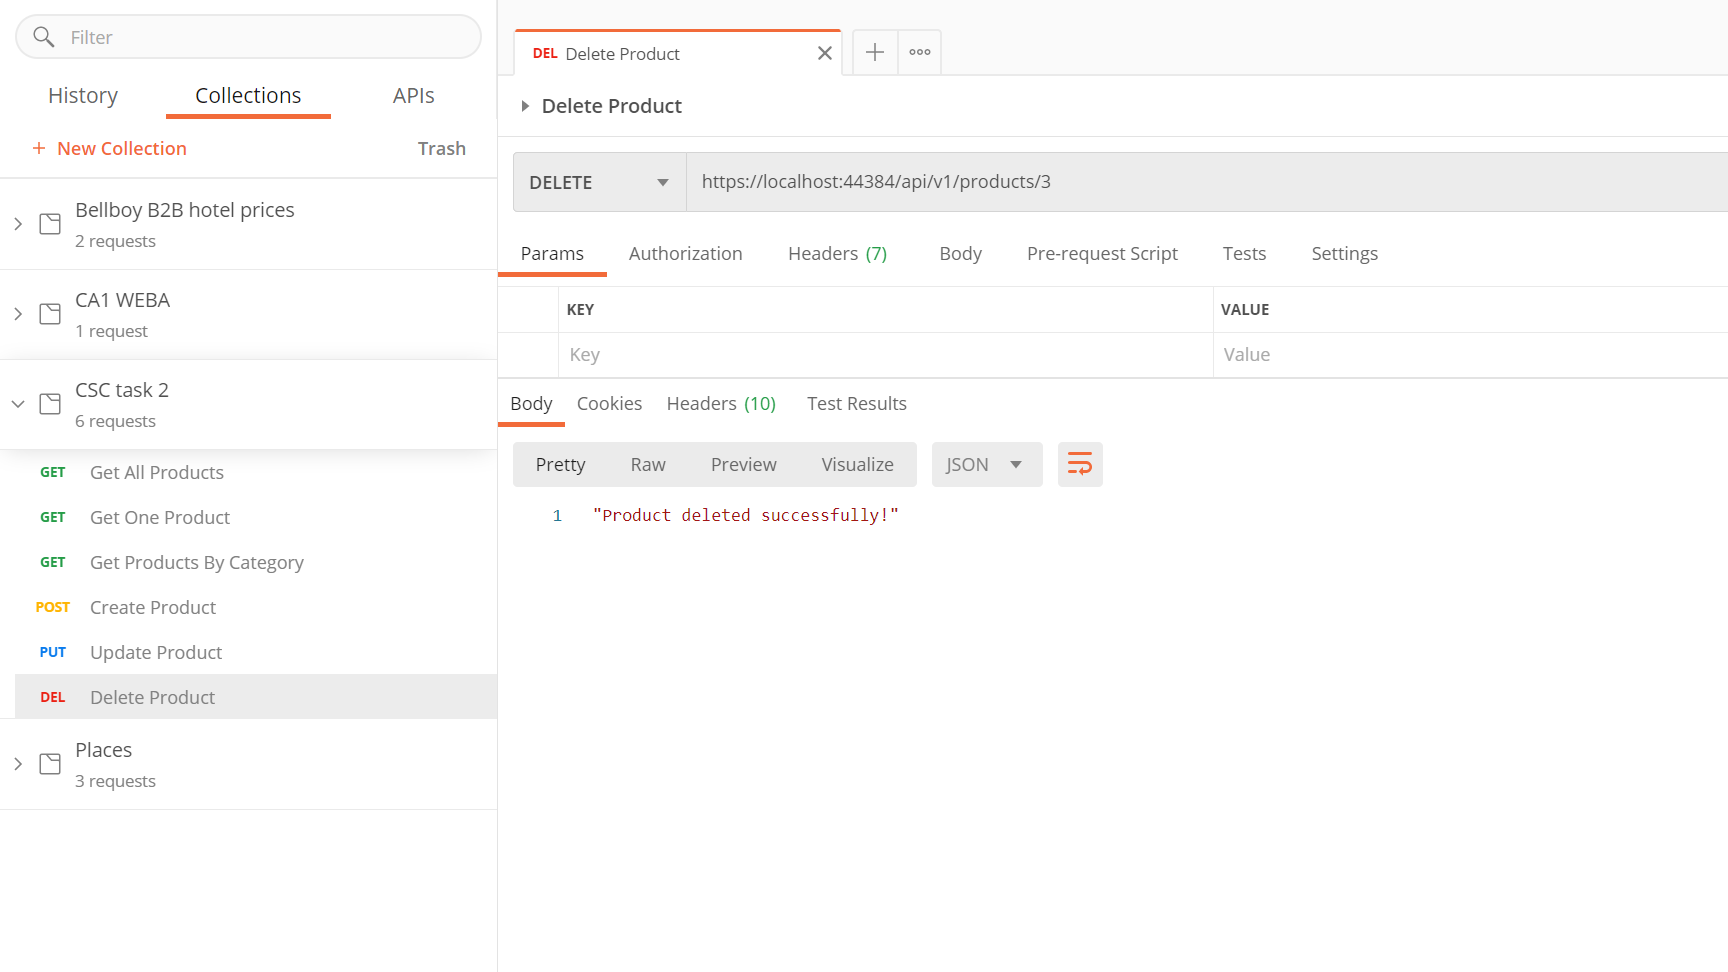 Filter
History Collections APIs
+ New Collection Trash
Bellboy B2B hotel prices
2 requests
CA1 WEBA
1 request
CSC task 2
6 requests
GET Get All Products
GET Get One Product
GET Get Products By Category
POST Create Product
PUT Update Product
DEL Delete Product
Places
3 requests
DEL Delete Product
Delete Product
DELETE https://localhost:44384/api/v1/products/3
Params Authorization Headers (7) Body Pre-request Script Tests Settings
KEY VALUE
Key Value
Body Cookies Headers (10) Test Results
Pretty Raw Preview Visualize JSON
1 "Product deleted successfully!"